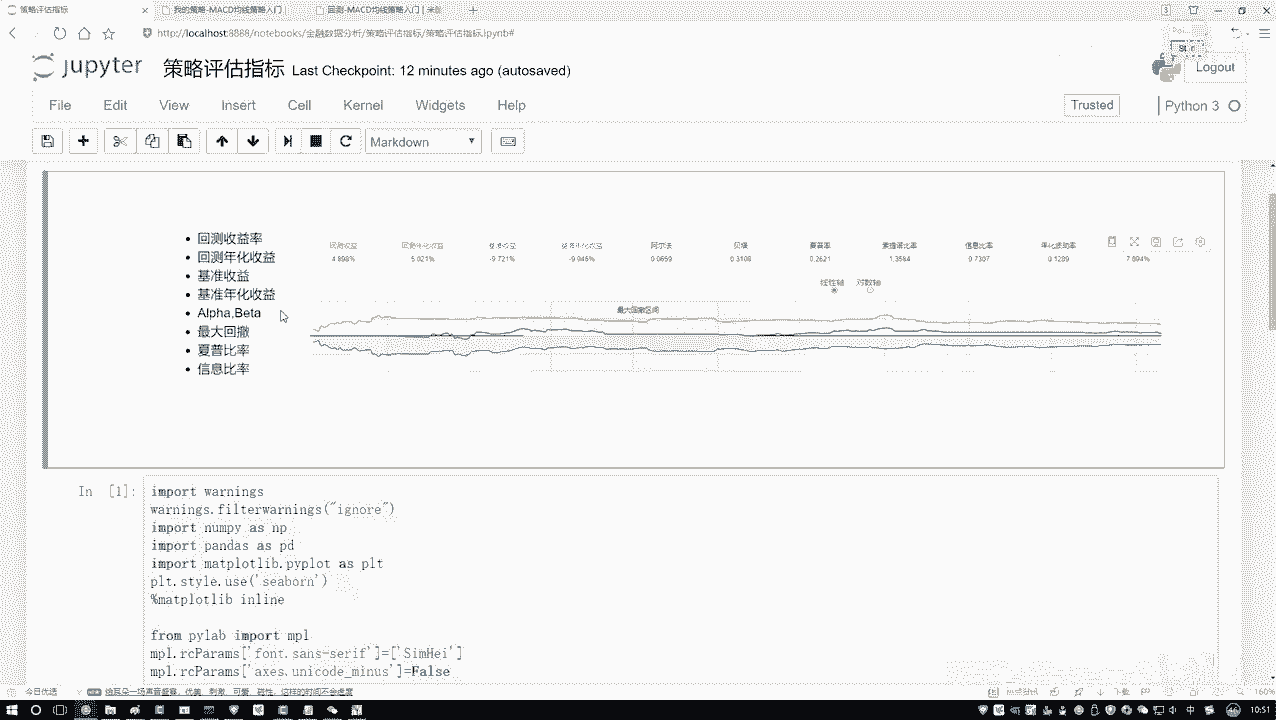 策略评估指标
我的策略-MACD均线策略入门
回测-MACD均线策略入门 | 米筐
http://localhost:8888/notebooks/金融数据分析/策略评估指标/策略评估指标.ipynb#
jupyter 策略评估指标 Last Checkpoint: 12 minutes ago (autosaved)
Logout
File Edit View Insert Cell Kernel Widgets Help
Trusted
Python 3
Markdown
回测收益率
回测年化收益
基准收益
基准年化收益
Alpha,Beta
最大回撤
夏普比率
信息比率
回测收益 回测年化收益 基准收益 基准年化收益 阿尔法 贝塔 夏普率 索提诺比率 信息比率 年化波动率
4.898% 5.021% -9.721% -9.946% 0.0659 0.3108 0.2621 1.3564 0.7307 0.1289 7.694%
线性轴 对数轴
最大回撤区间
In [1]:
import warnings
warnings.filterwarnings("ignore")
import numpy as np
import pandas as pd
import matplotlib.pyplot as plt
plt.style.use('seaborn')
%matplotlib inline
from pylab import mpl
mpl.rcParams['font.sans-serif']=['SimHei']
mpl.rcParams['axes.unicode_minus']=False
今日优选
下载
160%
中
10:51